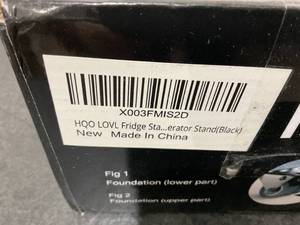 X003FMIS2D
HQO LOVL Fridge Sta...erator Stand(Black)
New Made In China
Fig 1
Foundation (lower part)
Fig 2
Foundation (upper part)